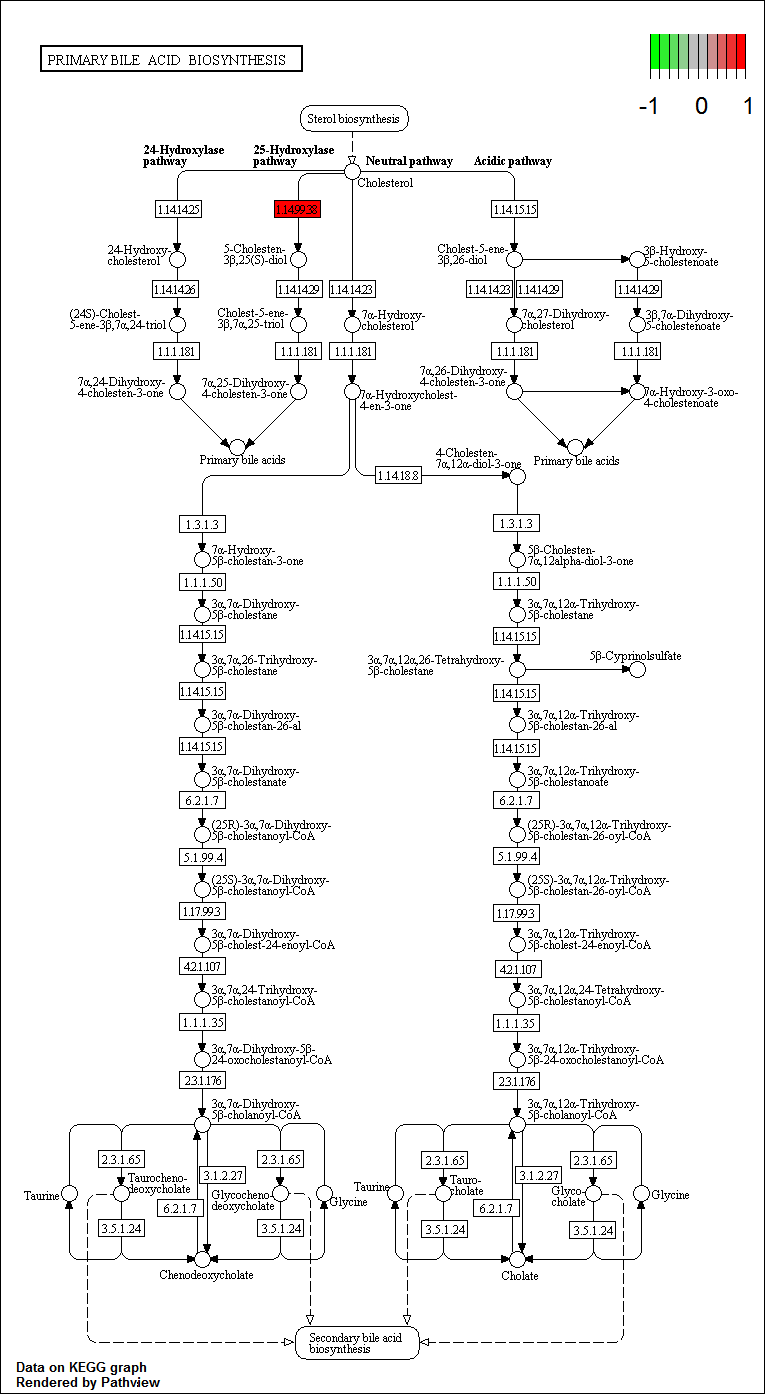 PRIMARY BILE ACID BIOSYNTHESIS
-1 0 1
Sterol biosynthesis
24-Hydroxylase
pathway
25-Hydroxylase
pathway
Neutral pathway
Acidic pathway
Cholesterol
1.14.14.25
1.14.99.38
1.14.15.15
24-Hydroxy-
cholesterol
5-Cholesten-
3β,25(S)-diol
Cholest-5-ene-
3β,26-diol
3β-Hydroxy-
5-cholestenoate
1.14.14.26
1.14.14.29
1.14.14.23
1.14.14.23
1.14.14.29
1.14.14.29
(24S)-Cholest-
5-ene-3β,7α,24-triol
Cholest-5-ene-
3β,7α,25-triol
7α-Hydroxy-
cholesterol
7α,27-Dihydroxy-
cholesterol
3β,7α-Dihydroxy-
5-cholestenoate
1.1.1.181
1.1.1.181
1.1.1.181
1.1.1.181
1.1.1.181
7α,24-Dihydroxy-
4-cholesten-3-one
7α,25-Dihydroxy-
4-cholesten-3-one
7α-Hydroxycholest-
4-en-3-one
7α,26-Dihydroxy-
4-cholesten-3-one
7α-Hydroxy-3-oxo-
4-cholestenoate
Primary bile acids
Primary bile acids
4-Cholesten-
7α,12α-diol-3-one
1.14.18.8
1.3.1.3
1.3.1.3
7α-Hydroxy-
5β-cholestan-3-one
5β-Cholesten-
7α,12alpha-diol-3-one
1.1.1.50
1.1.1.50
3α,7α-Dihydroxy-
5β-cholestane
3α,7α,12α-Trihydroxy-
5β-cholestane
1.14.15.15
1.14.15.15
3α,7α,26-Trihydroxy-
5β-cholestane
3α,7α,12α,26-Tetrahydroxy-
5β-cholestane
5β-Cyprinolsulfate
1.14.15.15
1.14.15.15
3α,7α-Dihydroxy-
5β-cholestan-26-al
3α,7α,12α-Trihydroxy-
5β-cholestan-26-al
1.14.15.15
1.14.15.15
3α,7α-Dihydroxy-
5β-cholestanate
3α,7α,12α-Trihydroxy-
5β-cholestanoate
6.2.1.7
6.2.1.7
(25R)-3α,7α-Dihydroxy-
5β-cholestanoyl-CoA
(25R)-3α,7α,12α-Trihydroxy-
5β-cholestan-26-oyl-CoA
5.1.99.4
5.1.99.4
(25S)-3α,7α-Dihydroxy-
5β-cholestanoyl-CoA
(25S)-3α,7α,12α-Trihydroxy-
5β-cholestan-26-oyl-CoA
1.17.99.3
1.17.99.3
3α,7α-Dihydroxy-
5β-cholest-24-enoyl-CoA
3α,7α,12α-Trihydroxy-
5β-cholest-24-enoyl-CoA
4.2.1.107
4.2.1.107
3α,7α,24-Trihydroxy-
5β-cholestanoyl-CoA
3α,7α,12α,24-Tetrahydroxy-
5β-cholestanoyl-CoA
1.1.1.35
1.1.1.35
3α,7α-Dihydroxy-5β-
24-oxocholestanoyl-CoA
3α,7α,12α-Trihydroxy-
5β-24-oxocholestanoyl-CoA
2.3.1.176
2.3.1.176
3α,7α-Dihydroxy-
5β-cholanoyl-CoA
3α,7α,12α-Trihydroxy-
5β-cholanoyl-CoA
2.3.1.65
3.1.2.27
2.3.1.65
2.3.1.65
3.1.2.27
2.3.1.65
Taurine
Taurocheno-
deoxycholate
Glycocheno-
deoxycholate
Glycine
Taurine
Tauro-
cholate
Glyco-
cholate
Glycine
3.5.1.24
6.2.1.7
3.5.1.24
3.5.1.24
6.2.1.7
3.5.1.24
Chenodeoxycholate
Cholate
Secondary bile acid
biosynthesis
Data on KEGG graph
Rendered by Pathview